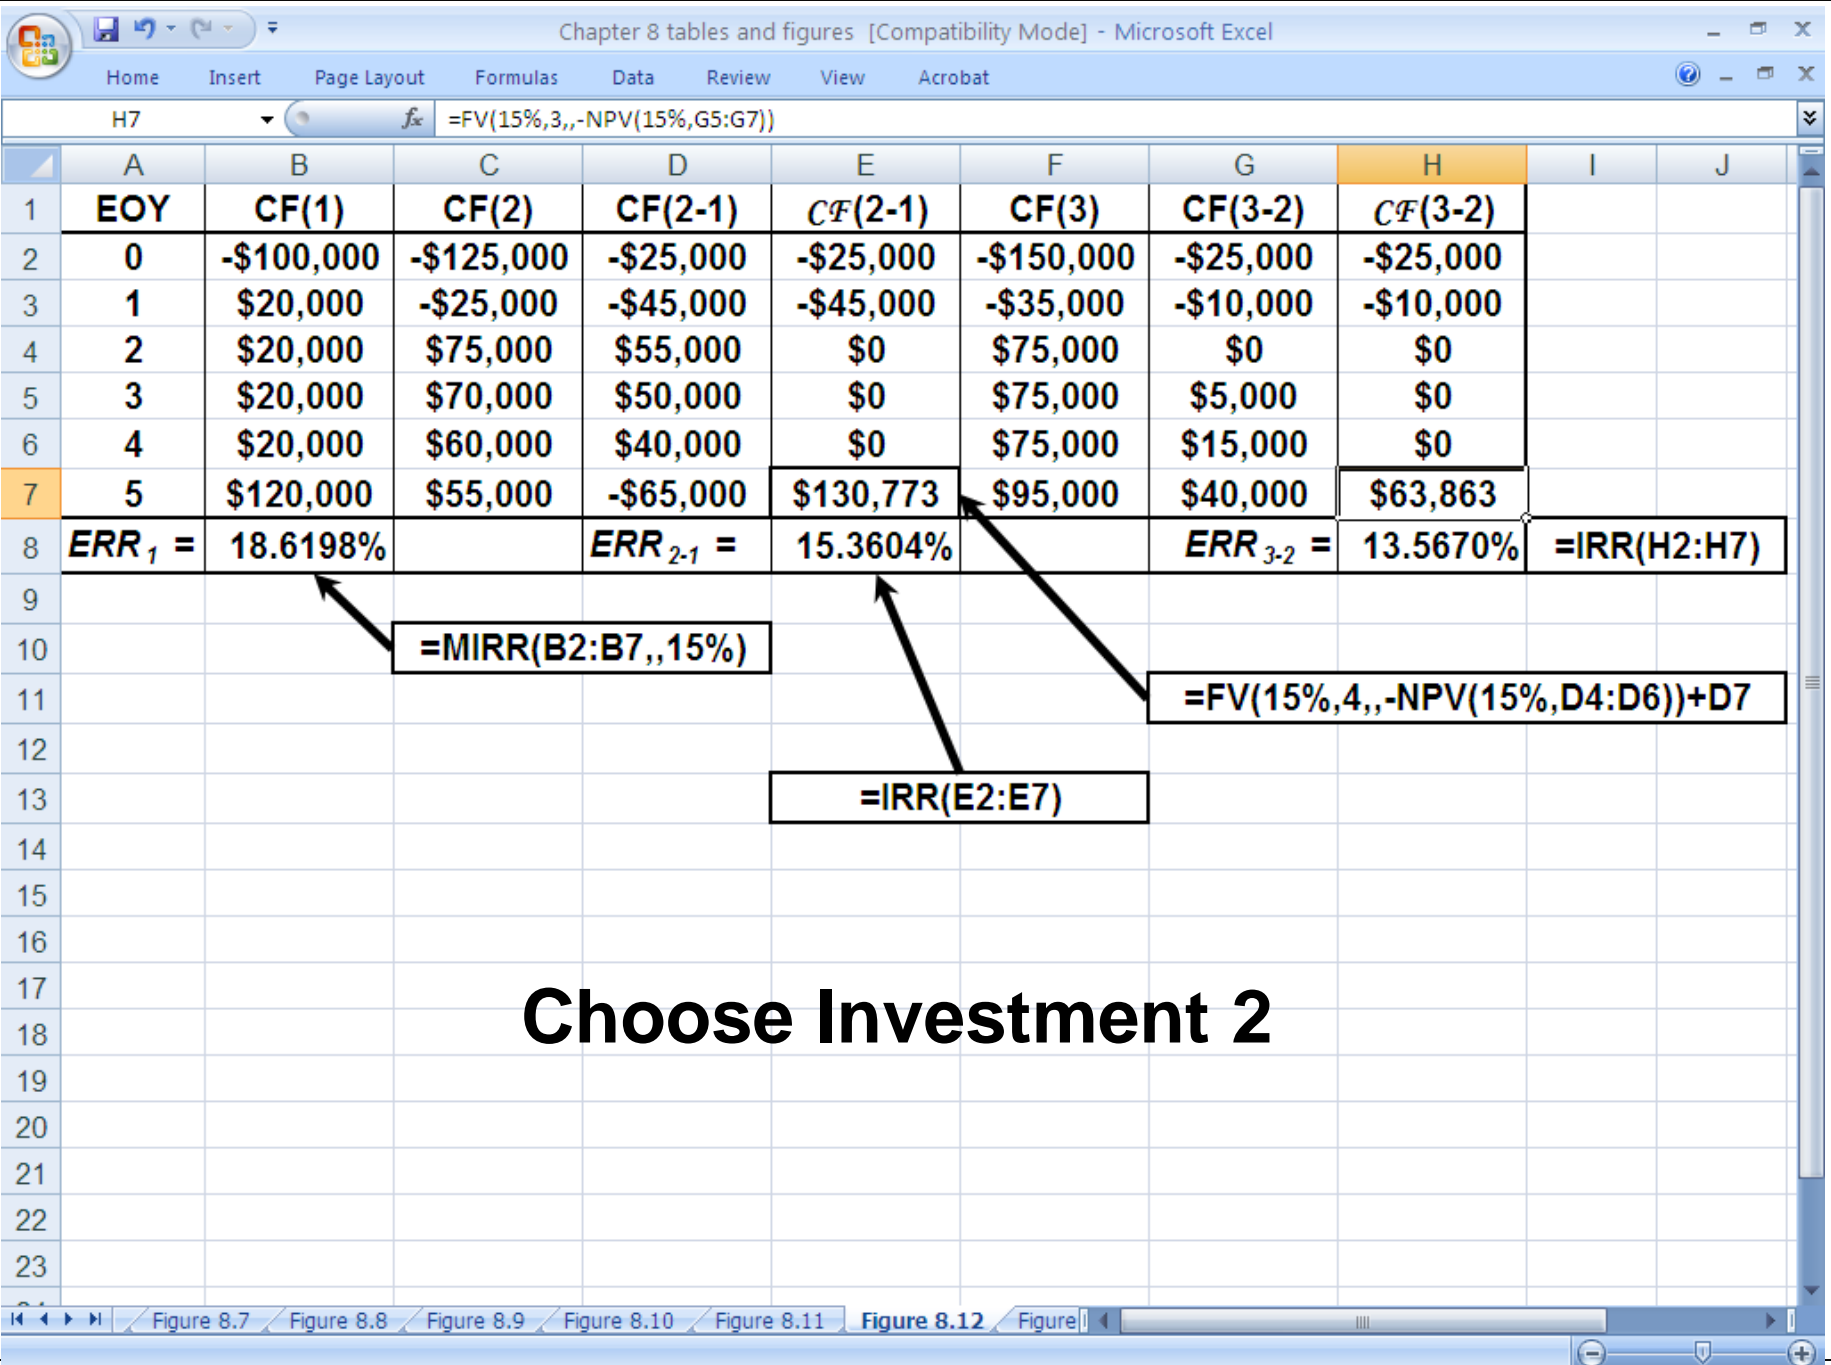 Chapter 8 tables and figures [Compatibility Mode] - Microsoft Excel
Home Insert Page Layout Formulas Data Review View Acrobat
H7 fx =FV(15%,3,,-NPV(15%,G5:G7))
A B C D E F G H I J
1 EOY CF(1) CF(2) CF(2-1) CF(2-1) CF(3) CF(3-2) CF(3-2)
2 0 -$100,000 -$125,000 -$25,000 -$25,000 -$150,000 -$25,000 -$25,000
3 1 $20,000 -$25,000 -$45,000 -$45,000 -$35,000 -$10,000 -$10,000
4 2 $20,000 $75,000 $55,000 $0 $75,000 $0 $0
5 3 $20,000 $70,000 $50,000 $0 $75,000 $5,000 $0
6 4 $20,000 $60,000 $40,000 $0 $75,000 $15,000 $0
7 5 $120,000 $55,000 -$65,000 $130,773 $95,000 $40,000 $63,863
8 ERR 1 = 18.6198% ERR 2-1 = 15.3604% ERR 3-2 = 13.5670% =IRR(H2:H7)
9
10 =MIRR(B2:B7,,15%)
11 =FV(15%,4,,-NPV(15%,D4:D6))+D7
12
13 =IRR(E2:E7)
14
15
16
17
Choose Investment 2
18
19
20
21
22
23
Figure 8.7 Figure 8.8 Figure 8.9 Figure 8.10 Figure 8.11 Figure 8.12 Figure